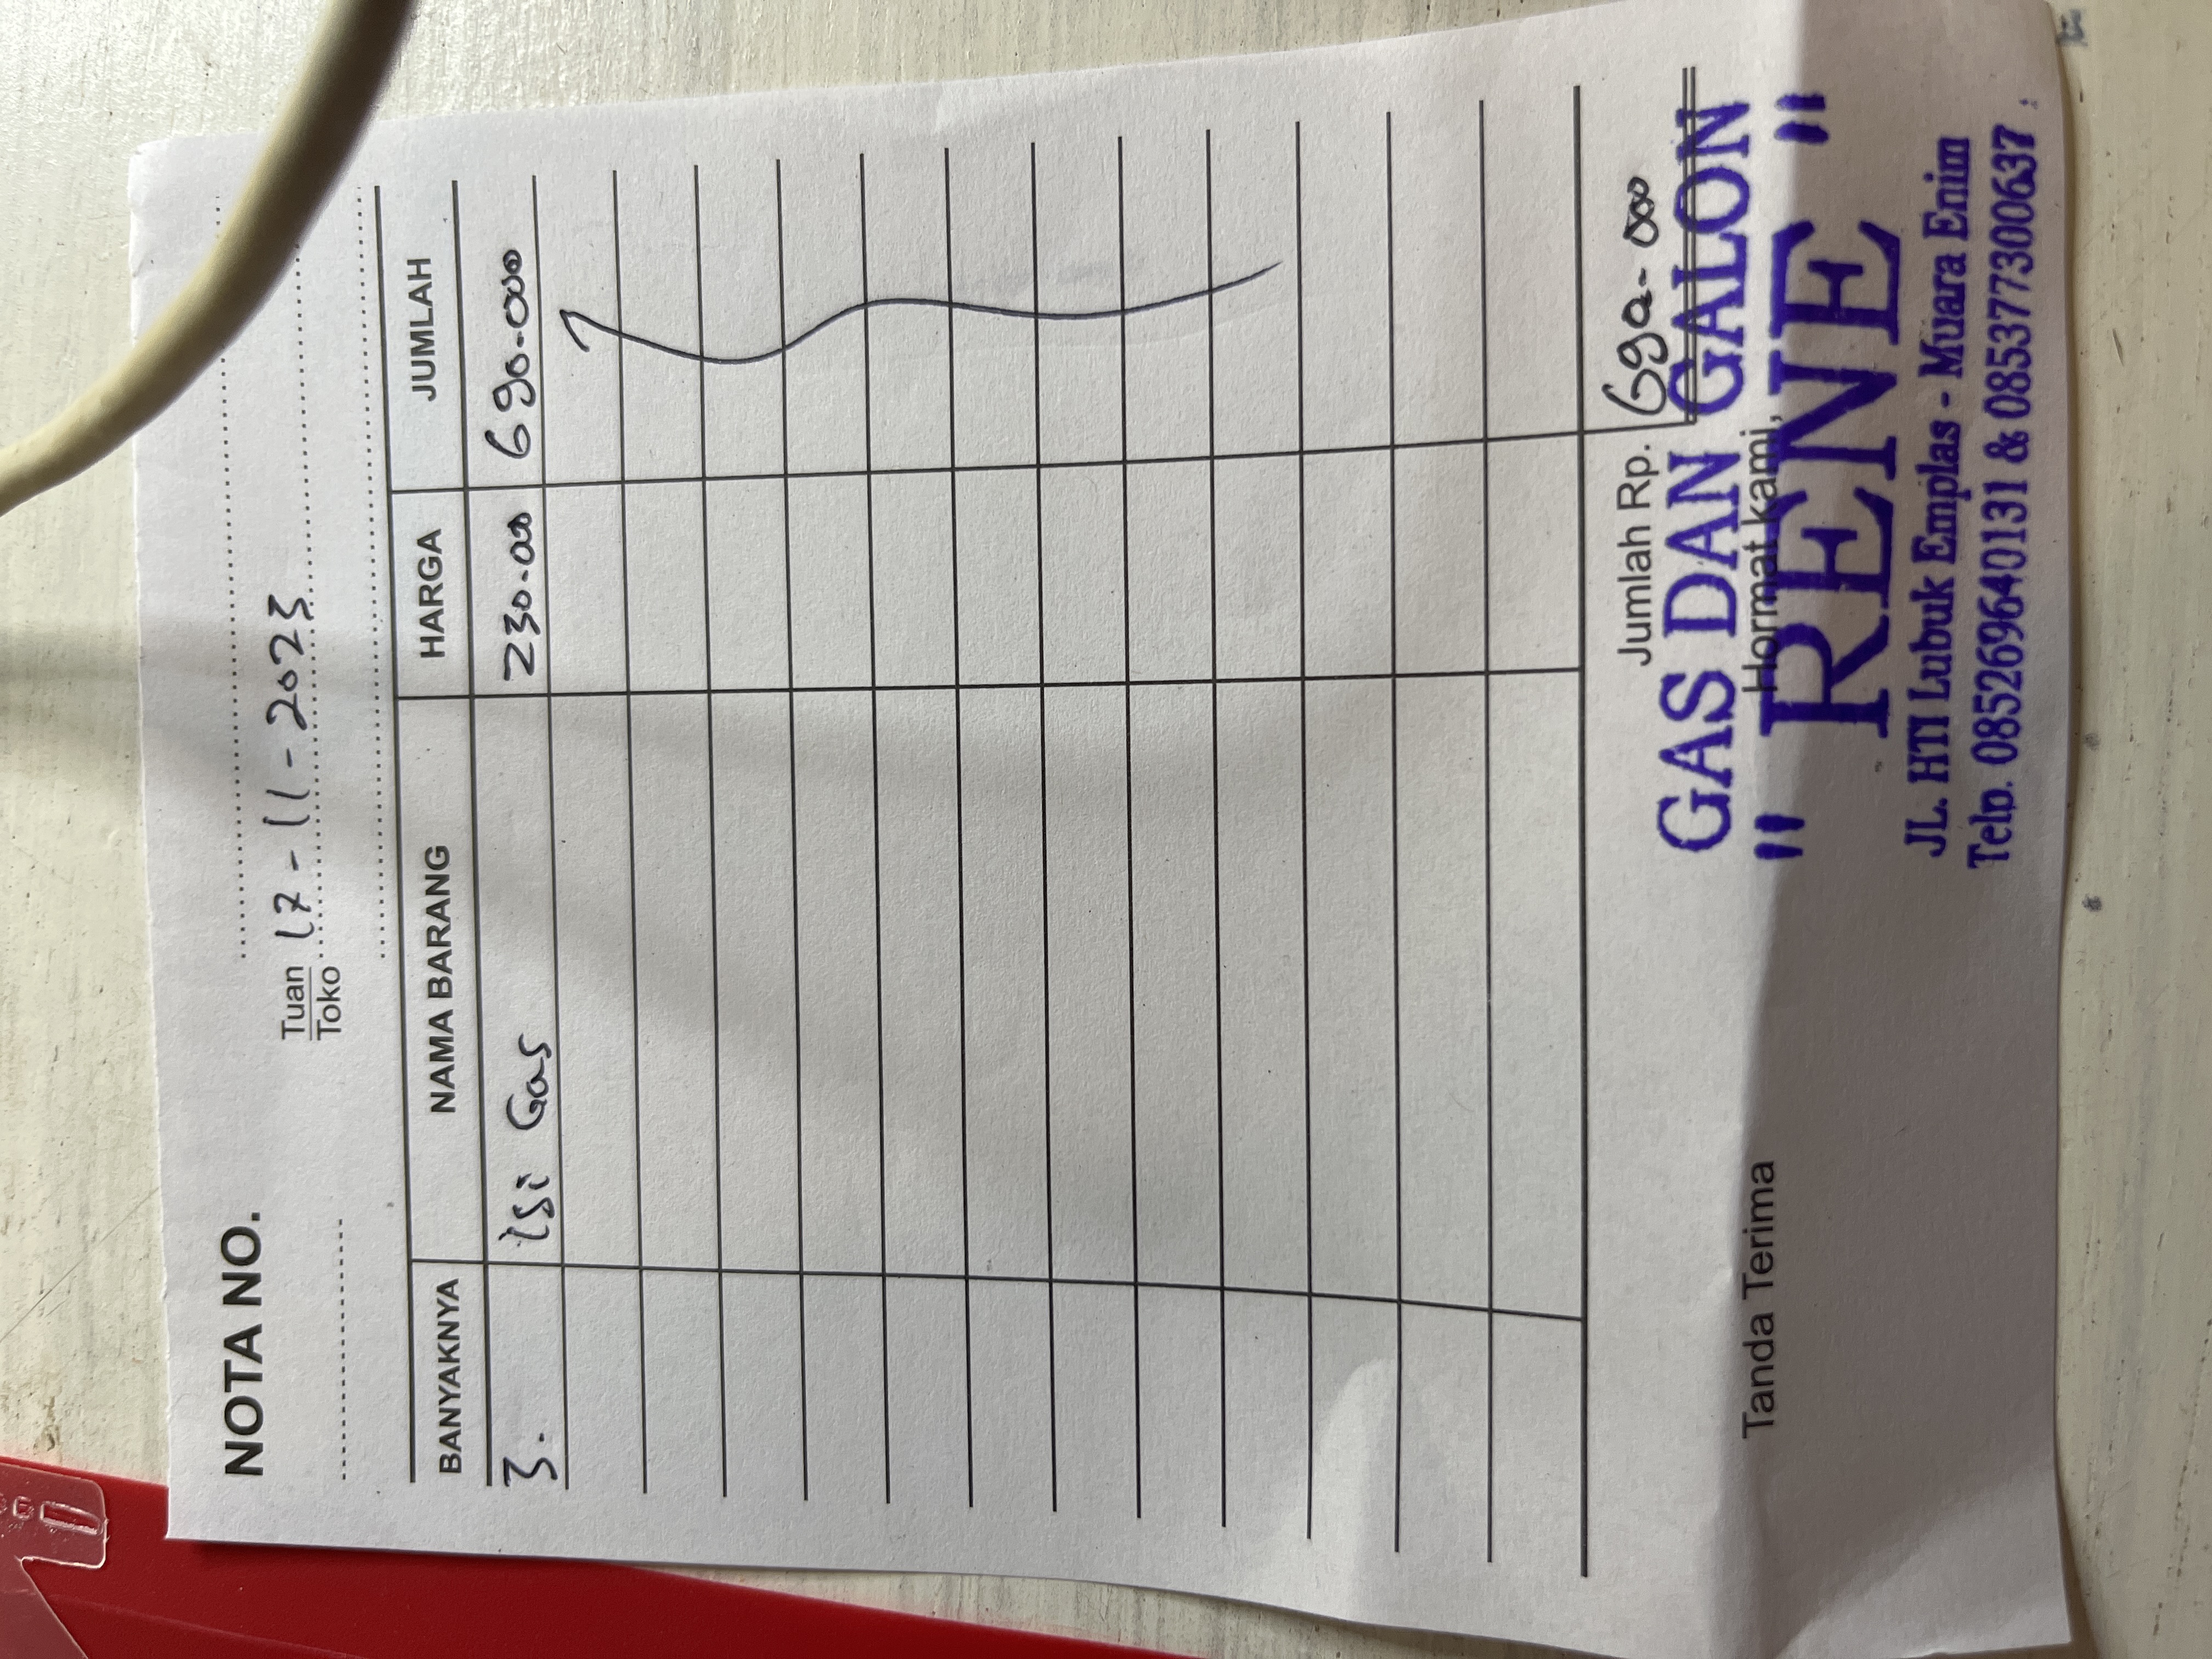 NOTA NO.
Tuan
Toko
17-11-2023
BANYAKNYA NAMA BARANG HARGA JUMLAH
3. isi Gas 230.000 690.000
Jumlah Rp. 690.000
Tanda Terima Hormat kami,
GAS DAN GALON
" RENE "
JL. HTI Lubuk Emplas - Muara Enim
Telp. 085269640131 & 085377300637